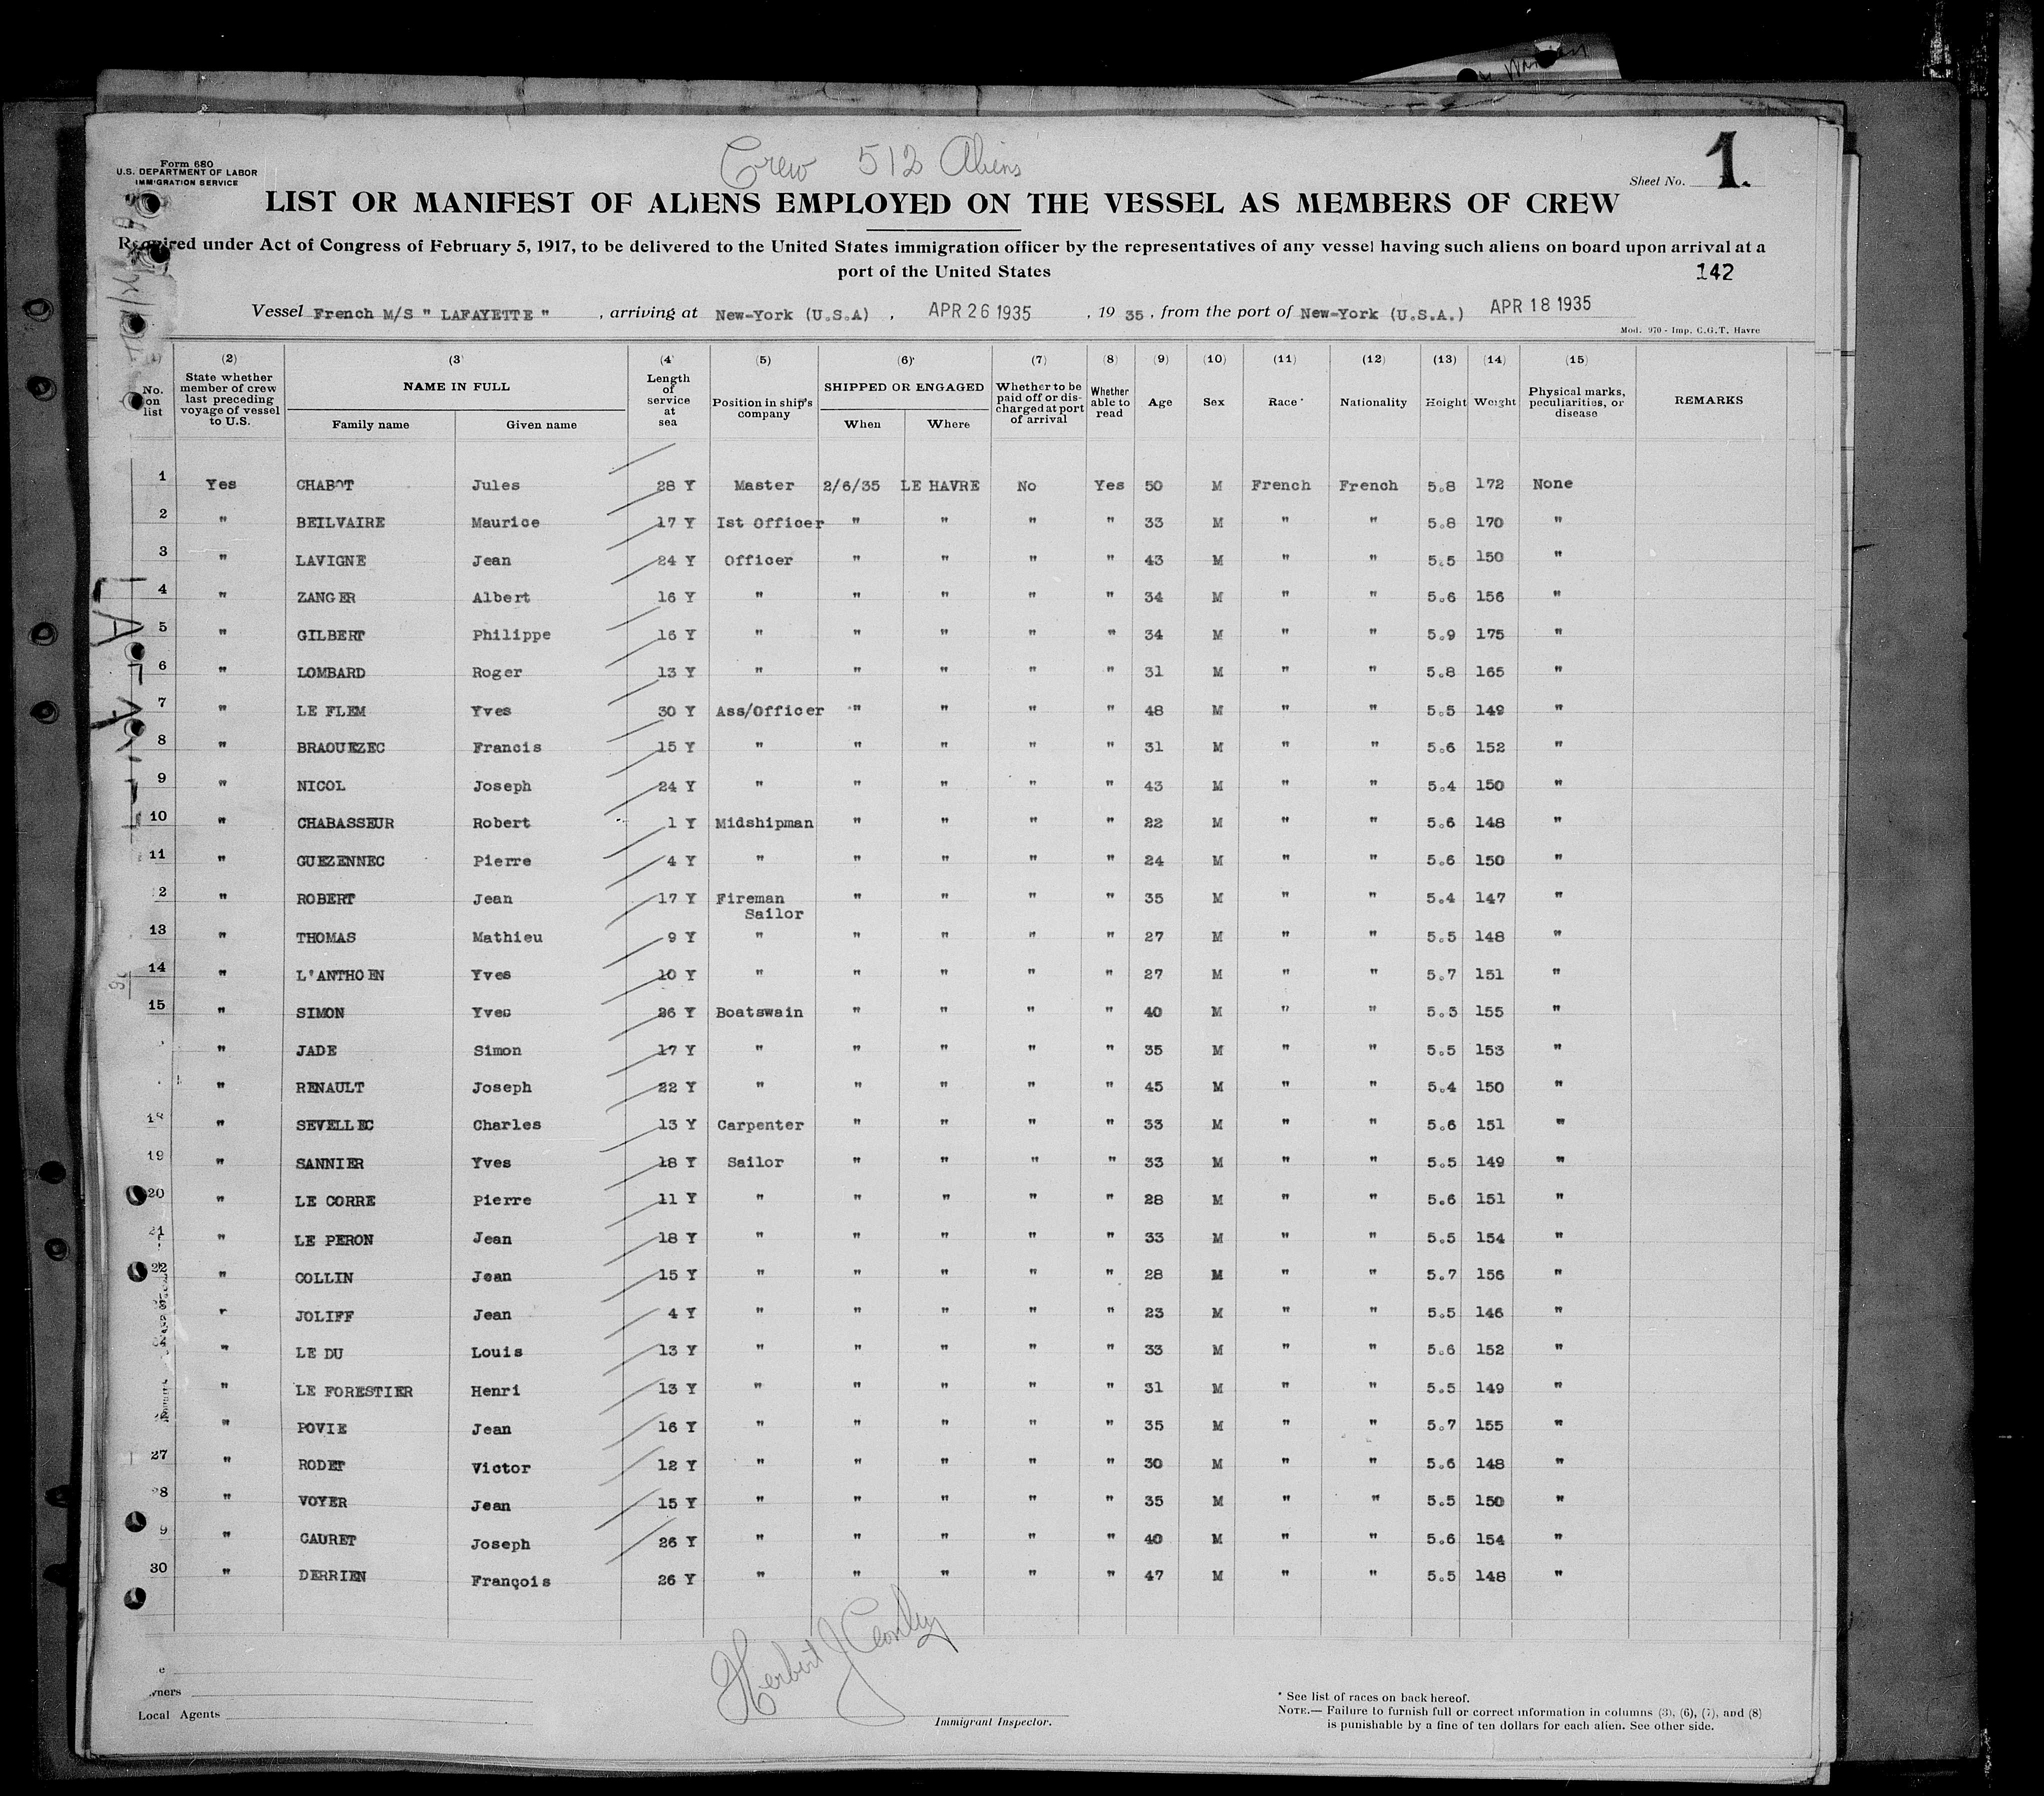 Crew 512 Aliens
Form 680
U.S. DEPARTMENT OF LABOR
IMMIGRATION SERVICE
Sheet No. 1.
LIST OR MANIFEST OF ALIENS EMPLOYED ON THE VESSEL AS MEMBERS OF CREW
Required under Act of Congress of February 5, 1917, to be delivered to the United States immigration officer by the representatives of any vessel having such aliens on board upon arrival at a
port of the United States
142
Vessel French M/S " LAFAYETTE " , arriving at New-York (U.S.A) , APR 26 1935 , 19 35 , from the port of New-York (U.S.A.) APR 18 1935
Mod. 970 - Imp. C.G.T. Havre
(2) (3) (4) (5) (6) (7) (8) (9) (10) (11) (12) (13) (14) (15)
No. on list State whether member of crew last preceding voyage of vessel to U.S. NAME IN FULL Family name Given name Length of service at sea Position in ship's company SHIPPED OR ENGAGED When Where Whether to be paid off or discharged at port of arrival Whether able to read Age Sex Race * Nationality Height Weight Physical marks, peculiarities, or disease REMARKS
1 Yes CHABOT Jules 28 Y Master 2/6/35 LE HAVRE No Yes 50 M French French 5.8 172 None
2 " BEILVAIRE Maurice 17 Y Ist Officer " " " " 33 M " " 5.8 170 "
3 " LAVIGNE Jean 24 Y Officer " " " " 43 M " " 5.5 150 "
4 " ZANGER Albert 16 Y " " " " " 34 M " " 5.6 156 "
5 " GILBERT Philippe 16 Y " " " " " 34 M " " 5.9 175 "
6 " LOMBARD Roger 13 Y " " " " " 31 M " " 5.8 165 "
7 " LE FLEM Yves 30 Y Ass/Officer " " " " 48 M " " 5.5 149 "
8 " BRAOUEZEC Francis 15 Y " " " " " 31 M " " 5.6 152 "
9 " NICOL Joseph 24 Y " " " " " 43 M " " 5.4 150 "
10 " CHABASSEUR Robert 1 Y Midshipman " " " " 22 M " " 5.6 148 "
11 " GUEZENNEC Pierre 4 Y " " " " " 24 M " " 5.6 150 "
2 " ROBERT Jean 17 Y Fireman Sailor " " " " 35 M " " 5.4 147 "
13 " THOMAS Mathieu 9 Y " " " " " 27 M " " 5.5 148 "
14 " L'ANTHOEN Yves 10 Y " " " " " 27 M " " 5.7 151 "
15 " SIMON Yves 26 Y Boatswain " " " " 40 M " " 5.5 155 "
" JADE Simon 17 Y " " " " " 35 M " " 5.5 153 "
" RENAULT Joseph 22 Y " " " " " 45 M " " 5.4 150 "
18 " SEVELLEC Charles 13 Y Carpenter " " " " 33 M " " 5.6 151 "
19 " SANNIER Yves 18 Y Sailor " " " " 33 M " " 5.5 149 "
20 " LE CORRE Pierre 11 Y " " " " " 28 M " " 5.6 151 "
21 " LE PERON Jean 18 Y " " " " " 33 M " " 5.5 154 "
22 " COLLIN Jean 15 Y " " " " " 28 M " " 5.7 156 "
" JOLIFF Jean 4 Y " " " " " 23 M " " 5.5 146 "
" LE DU Louis 13 Y " " " " " 33 M " " 5.6 152 "
" LE FORESTIER Henri 13 Y " " " " " 31 M " " 5.5 149 "
" POVIE Jean 16 Y " " " " " 35 M " " 5.7 155 "
27 " RODET Victor 12 Y " " " " " 30 M " " 5.6 148 "
8 " VOYER Jean 15 Y " " " " " 35 M " " 5.5 150 "
9 " CAURET Joseph 26 Y " " " " " 40 M " " 5.6 154 "
30 " DERRIEN François 26 Y " " " " " 47 M " " 5.5 148 "
Herbert J
Local Agents
Immigrant Inspector.
* See list of races on back hereof.
NOTE.— Failure to furnish full or correct information in columns (3), (6), (7), and (8)
is punishable by a fine of ten dollars for each alien. See other side.